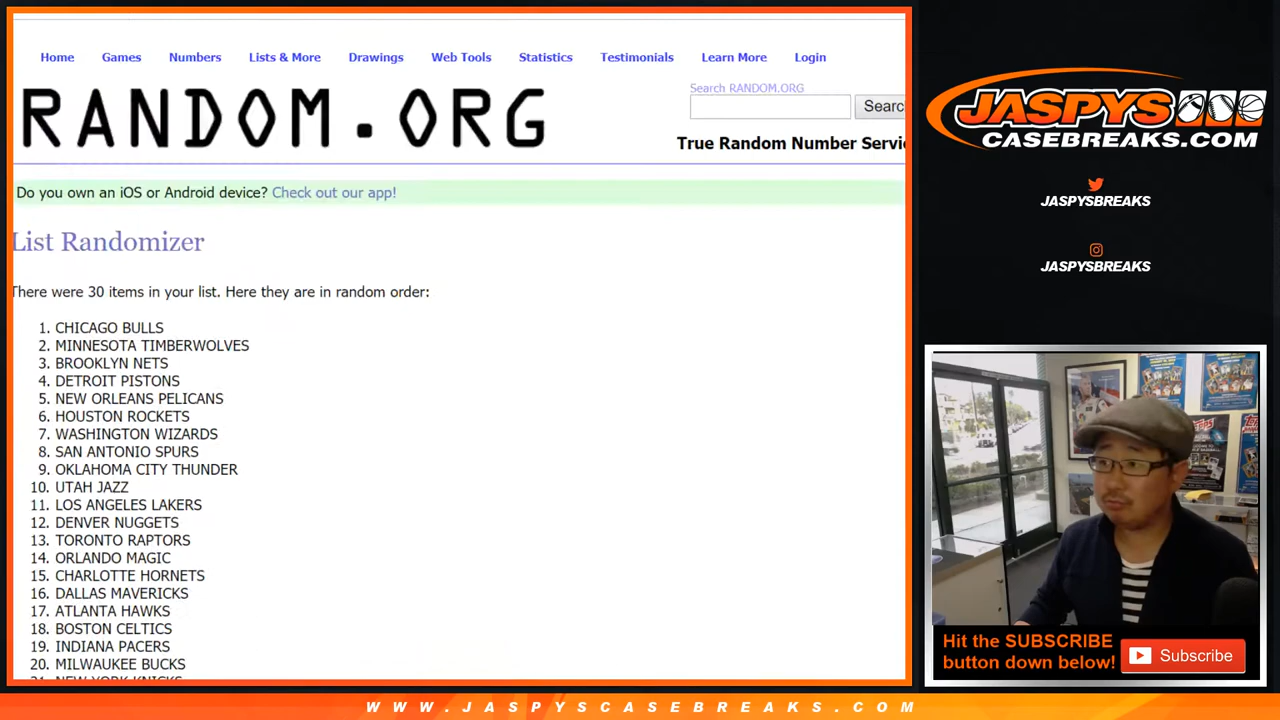 Home Games Numbers Lists & More Drawings Web Tools Statistics Testimonials Learn More Login
Search RANDOM.ORG
RANDOM.ORG
Searc
True Random Number Servi
Do you own an iOS or Android device? Check out our app!
List Randomizer
There were 30 items in your list. Here they are in random order:
1. CHICAGO BULLS
2. MINNESOTA TIMBERWOLVES
3. BROOKLYN NETS
4. DETROIT PISTONS
5. NEW ORLEANS PELICANS
6. HOUSTON ROCKETS
7. WASHINGTON WIZARDS
8. SAN ANTONIO SPURS
9. OKLAHOMA CITY THUNDER
10. UTAH JAZZ
11. LOS ANGELES LAKERS
12. DENVER NUGGETS
13. TORONTO RAPTORS
14. ORLANDO MAGIC
15. CHARLOTTE HORNETS
16. DALLAS MAVERICKS
17. ATLANTA HAWKS
18. BOSTON CELTICS
19. INDIANA PACERS
20. MILWAUKEE BUCKS
21. NEW YORK KNICKS
JASPYS
CASEBREAKS.COM
JASPYSBREAKS
JASPYSBREAKS
Hit the SUBSCRIBE
button down below!
Subscribe
WWW.JASPYSCASEBREAKS.COM